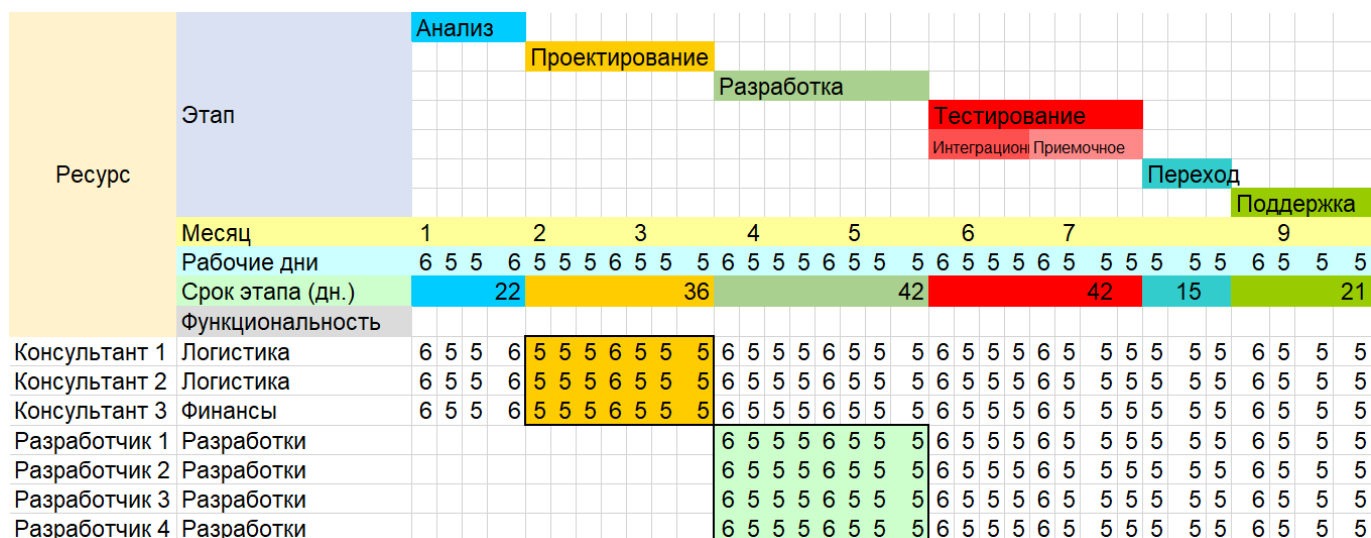 Анализ
Проектирование
Разработка
Этап
Тестирование
Интеграцион Приемочное
Ресурс
Переход
Поддержка
Месяц 1 2 3 4 5 6 7 9
Рабочие дни 6 5 5 6 5 5 5 6 5 5 5 6 5 5 5 6 5 5 5 6 5 5 5 6 5 5 5 5 5 5 6 5 5 5
Срок этапа (дн.) 22 36 42 42 15 21
Функциональность
Консультант 1 Логистика 6 5 5 6 5 5 5 6 5 5 5 6 5 5 5 6 5 5 5 6 5 5 5 6 5 5 5 5 5 5 6 5 5 5
Консультант 2 Логистика 6 5 5 6 5 5 5 6 5 5 5 6 5 5 5 6 5 5 5 6 5 5 5 6 5 5 5 5 5 5 6 5 5 5
Консультант 3 Финансы 6 5 5 6 5 5 5 6 5 5 5 6 5 5 5 6 5 5 5 6 5 5 5 6 5 5 5 5 5 5 6 5 5 5
Разработчик 1 Разработки 6 5 5 5 6 5 5 5 6 5 5 5 6 5 5 5 5 5 5 6 5 5 5
Разработчик 2 Разработки 6 5 5 5 6 5 5 5 6 5 5 5 6 5 5 5 5 5 5 6 5 5 5
Разработчик 3 Разработки 6 5 5 5 6 5 5 5 6 5 5 5 6 5 5 5 5 5 5 6 5 5 5
Разработчик 4 Разработки 6 5 5 5 6 5 5 5 6 5 5 5 6 5 5 5 5 5 5 6 5 5 5